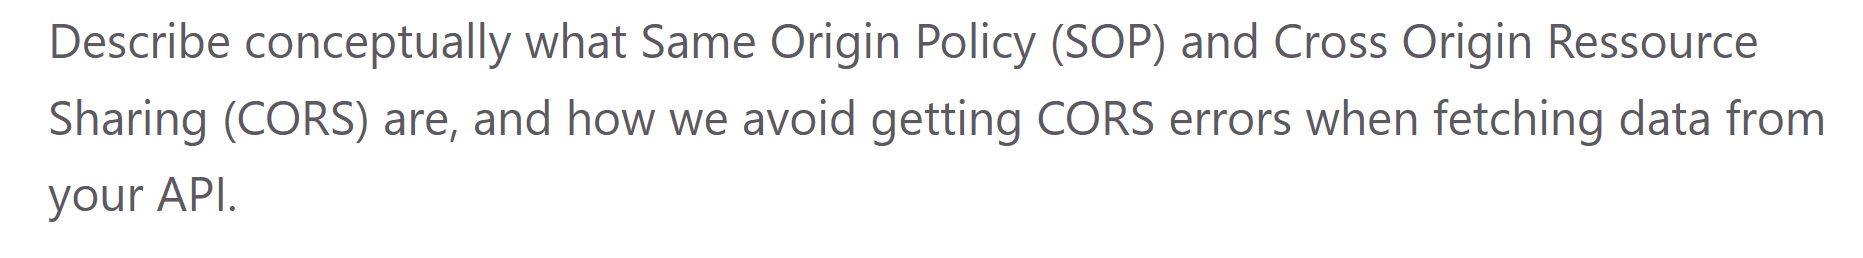 Describe conceptually what Same Origin Policy (SOP) and Cross Origin Ressource
Sharing (CORS) are, and how we avoid getting CORS errors when fetching data from
your API.